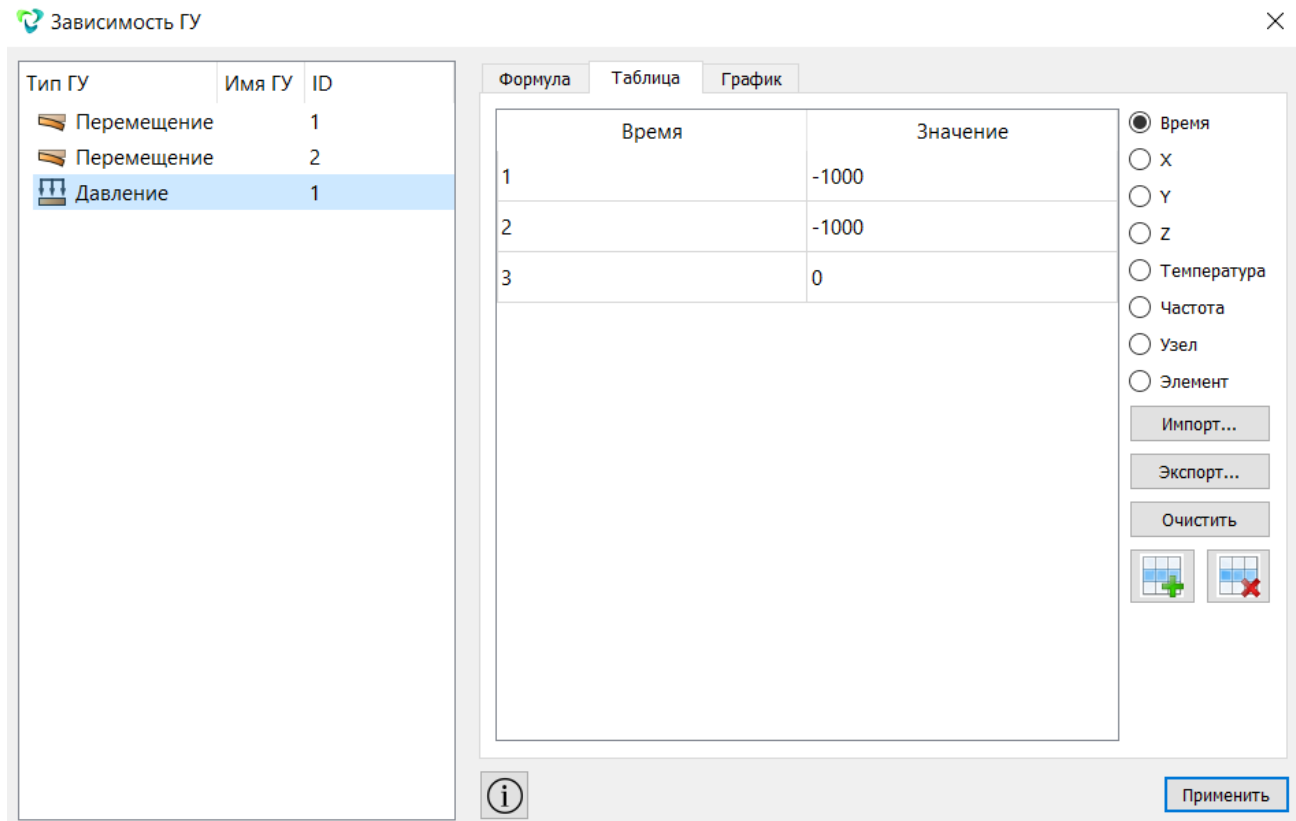 Зависимость ГУ
Тип ГУ Имя ГУ ID
Перемещение 1
Перемещение 2
Давление 1
Формула Таблица График
Время Значение
1 -1000
2 -1000
3 0
Время
X
Y
Z
Температура
Частота
Узел
Элемент
Импорт...
Экспорт...
Очистить
i
Применить